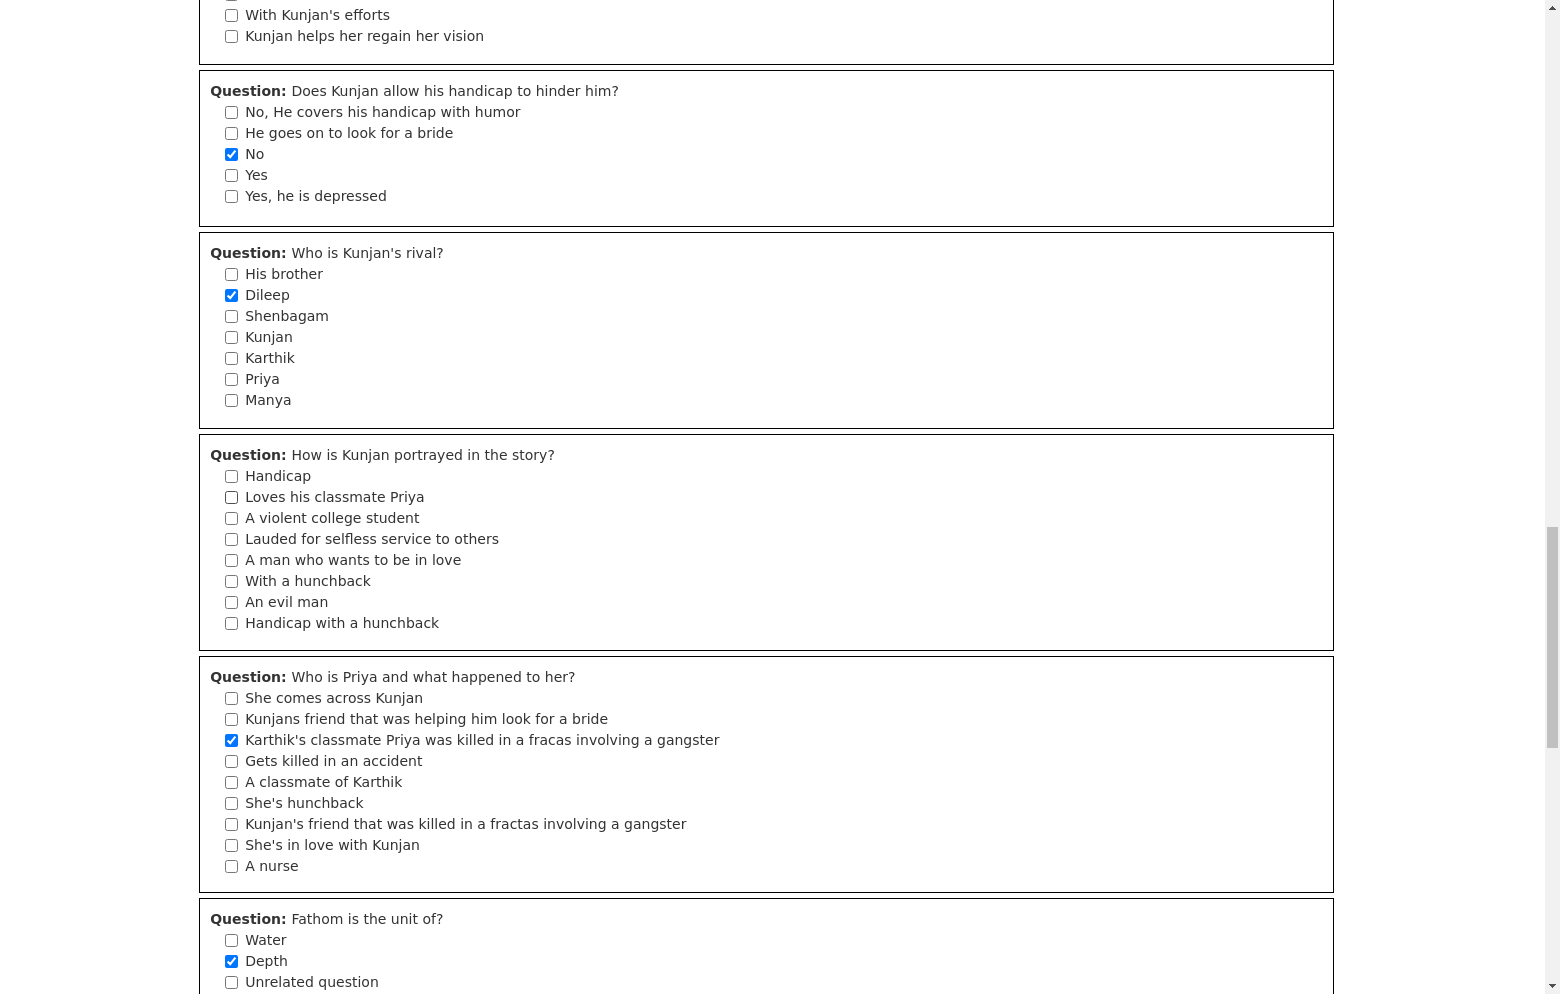 With Kunjan's efforts
Kunjan helps her regain her vision
Question: Does Kunjan allow his handicap to hinder him?
No, He covers his handicap with humor
He goes on to look for a bride
No
Yes
Yes, he is depressed
Question: Who is Kunjan's rival?
His brother
Dileep
Shenbagam
Kunjan
Karthik
Priya
Manya
Question: How is Kunjan portrayed in the story?
Handicap
Loves his classmate Priya
A violent college student
Lauded for selfless service to others
A man who wants to be in love
With a hunchback
An evil man
Handicap with a hunchback
Question: Who is Priya and what happened to her?
She comes across Kunjan
Kunjans friend that was helping him look for a bride
Karthik's classmate Priya was killed in a fracas involving a gangster
Gets killed in an accident
A classmate of Karthik
She's hunchback
Kunjan's friend that was killed in a fractas involving a gangster
She's in love with Kunjan
A nurse
Question: Fathom is the unit of?
Water
Depth
Unrelated question